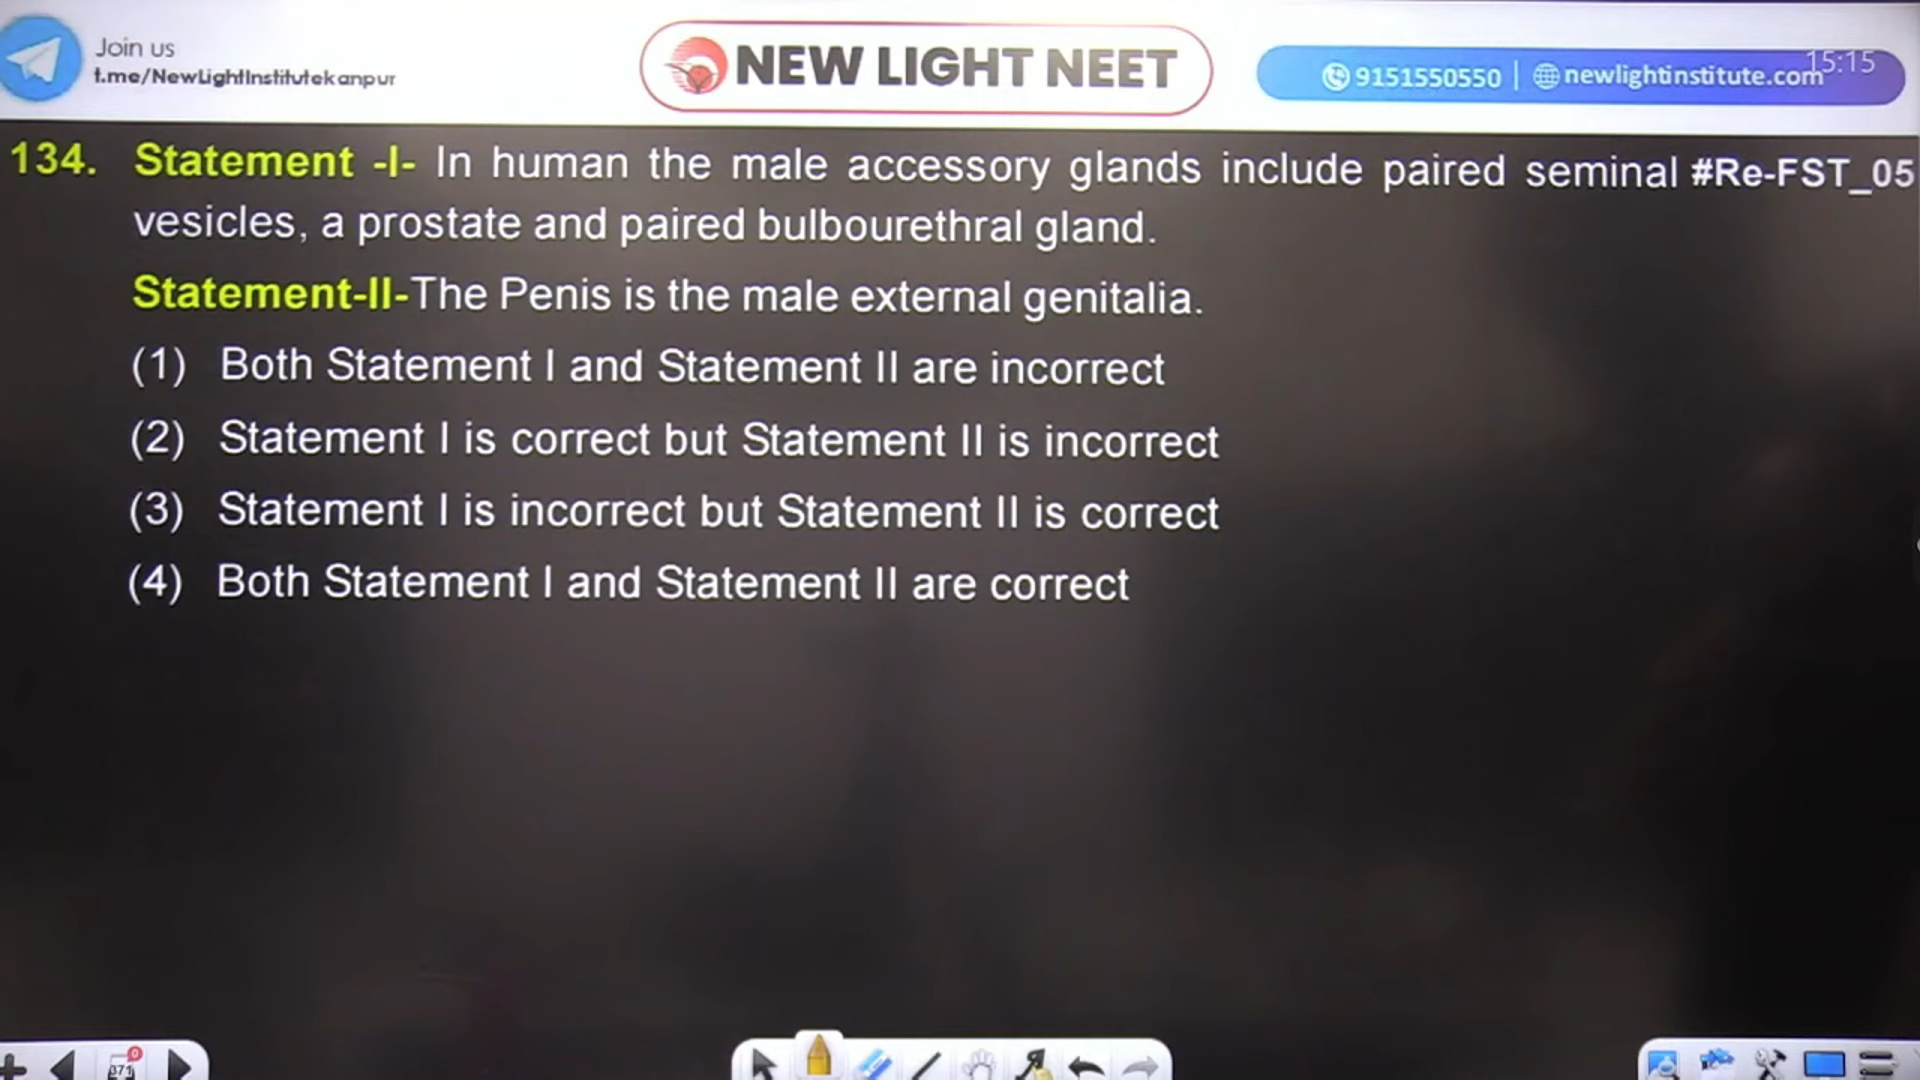 Join us
t.me/NewLightInstitutekanpur
NEW LIGHT NEET
9151550550 | newlightinstitute.com
15:15
134. Statement -I- In human the male accessory glands include paired seminal #Re-FST_05
vesicles, a prostate and paired bulbourethral gland.
Statement-II-The Penis is the male external genitalia.
(1) Both Statement I and Statement II are incorrect
(2) Statement I is correct but Statement II is incorrect
(3) Statement I is incorrect but Statement II is correct
(4) Both Statement I and Statement II are correct
0
371